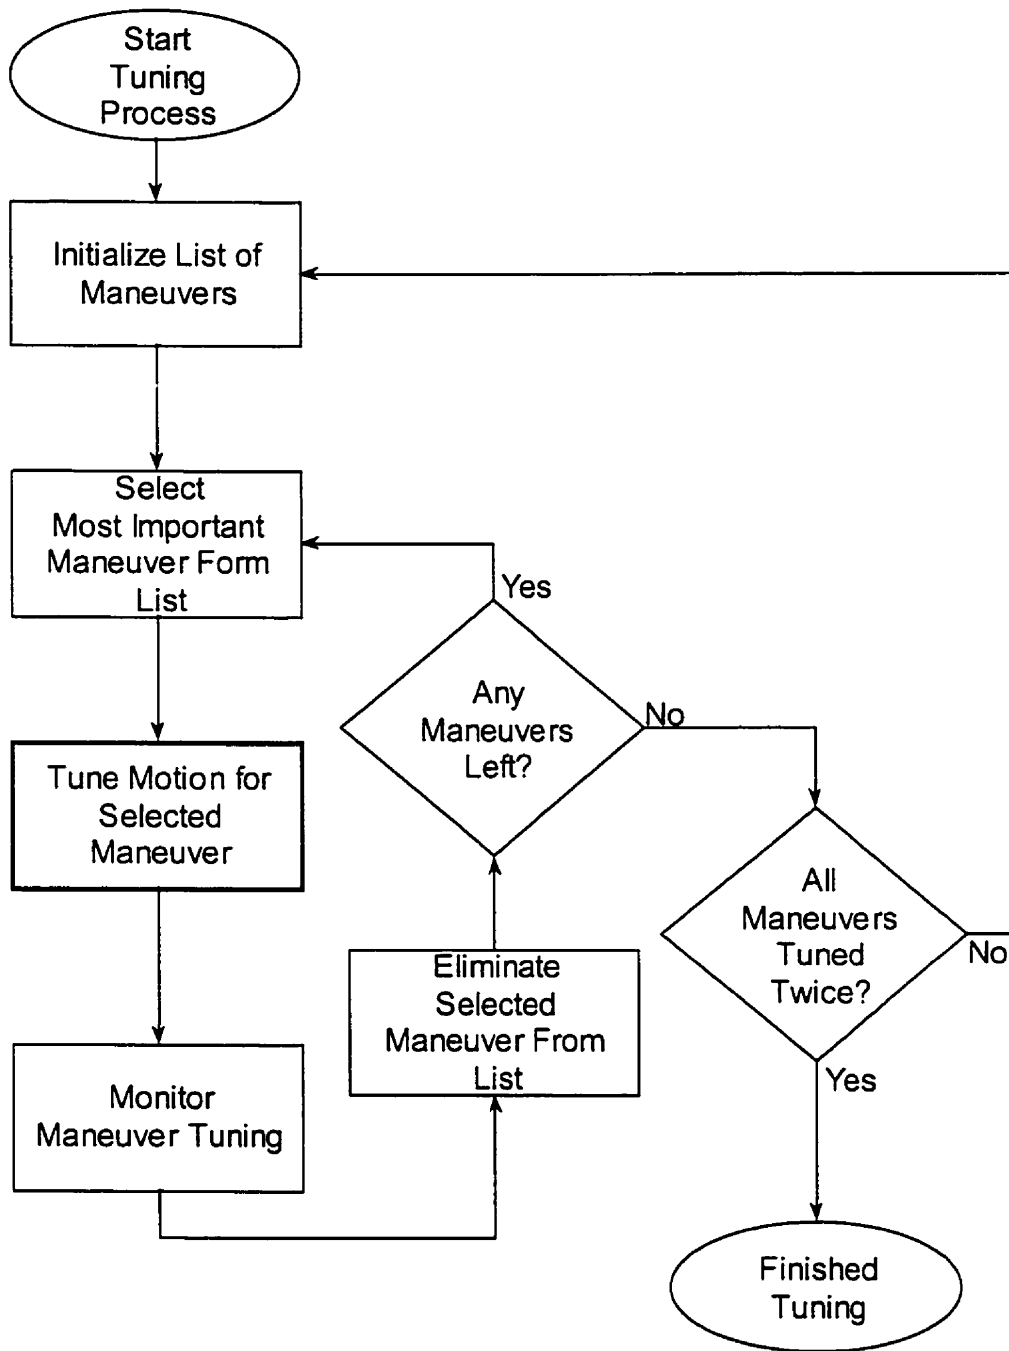 Start
Tuning
Process
Initialize List of
Maneuvers
Select
Most Important
Maneuver Form
List
Tune Motion for
Selected
Maneuver
Monitor
Maneuver Tuning
Eliminate
Selected
Maneuver From
List
Any
Maneuvers
Left?
Yes
No
All
Maneuvers
Tuned
Twice?
No
Yes
Finished
Tuning